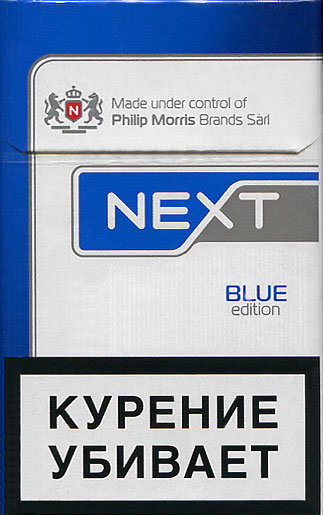 N
Made under control of
Philip Morris Brands Sàrl
NEXT
BLUE
edition
КУРЕНИЕ
УБИВАЕТ